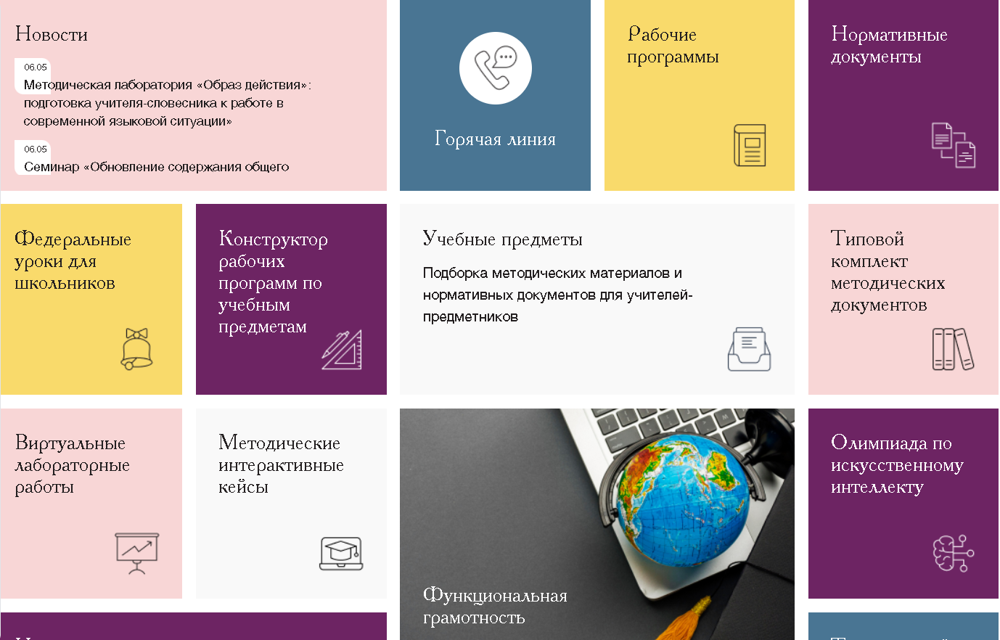 Новости
06.05
Методическая лаборатория «Образ действия»:
подготовка учителя-словесника к работе в
современной языковой ситуации»
06.05
Семинар «Обновление содержания общего
Горячая линия
Рабочие
программы
Нормативные
документы
Федеральные
уроки для
школьников
Конструктор
рабочих
программ по
учебным
предметам
Учебные предметы
Подборка методических материалов и
нормативных документов для учителей-
предметников
Типовой
комплект
методических
документов
Виртуальные
лабораторные
работы
Методические
интерактивные
кейсы
Функциональная
грамотность
Олимпиада по
искусственному
интеллекту